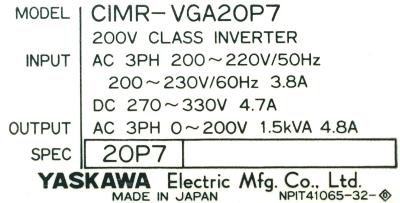 MODEL CIMR-VGA20P7
200V CLASS INVERTER
INPUT AC 3PH 200~220V/50Hz
200~230V/60Hz 3.8A
DC 270~330V 4.7A
OUTPUT AC 3PH 0~200V 1.5kVA 4.8A
SPEC 20P7
YASKAWA Electric Mfg. Co., Ltd.
MADE IN JAPAN NPIT41065-32-